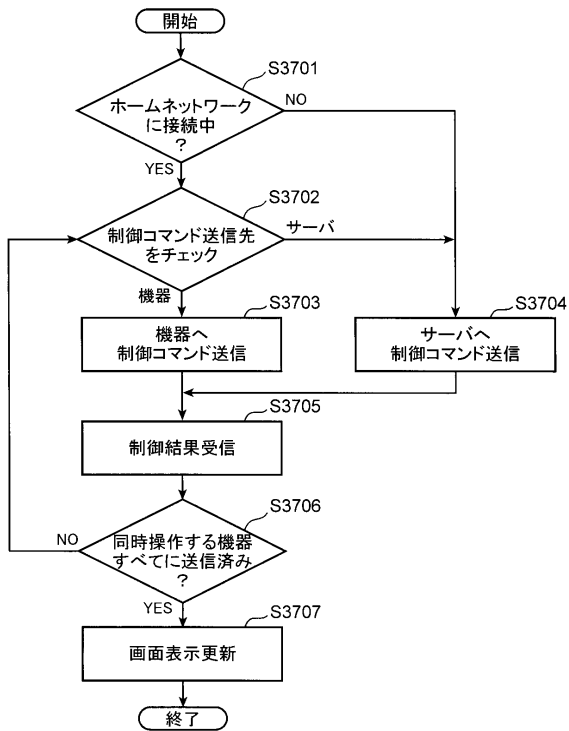 開始
S3701
ホームネットワーク
に接続中
?
NO
YES
S3702
制御コマンド送信先
をチェック
サーバ
機器
S3703
機器へ
制御コマンド送信
S3704
サーバへ
制御コマンド送信
S3705
制御結果受信
S3706
同時操作する機器
すべてに送信済み
?
NO
YES
S3707
画面表示更新
終了